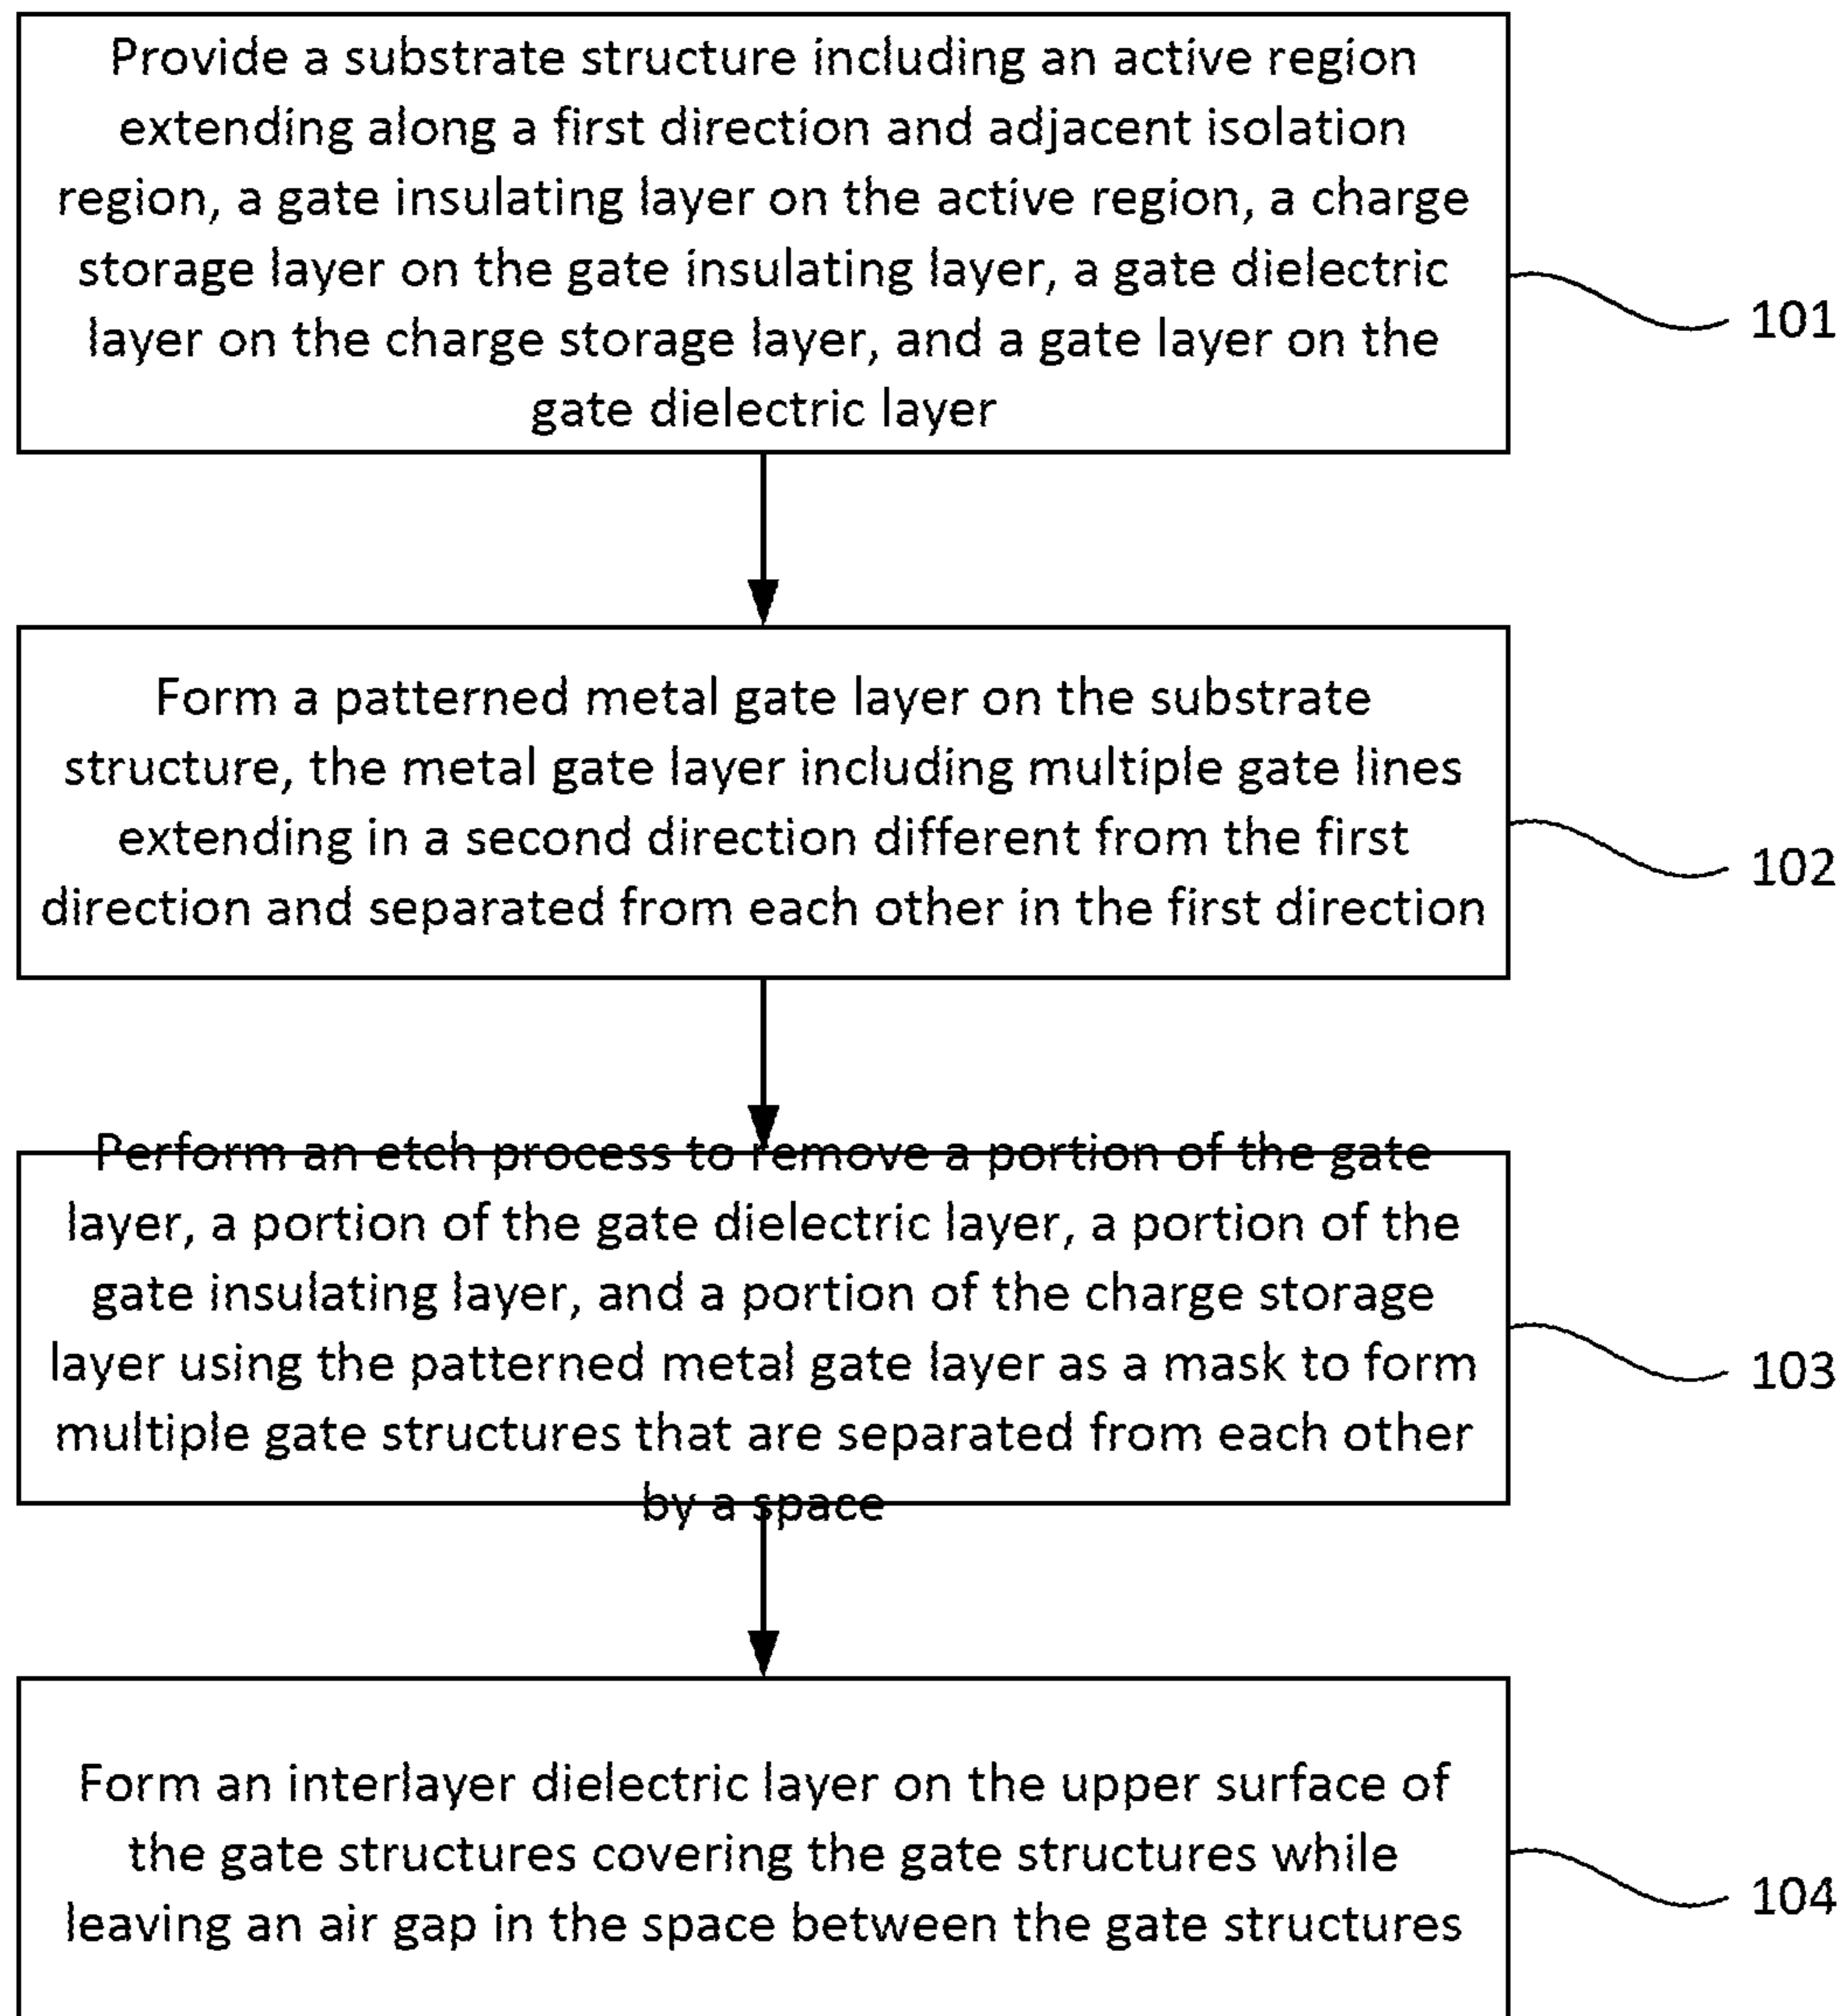 Provide a substrate structure including an active region
extending along a first direction and adjacent isolation
region, a gate insulating layer on the active region, a charge
storage layer on the gate insulating layer, a gate dielectric
layer on the charge storage layer, and a gate layer on the
gate dielectric layer
101
Form a patterned metal gate layer on the substrate
structure, the metal gate layer including multiple gate lines
extending in a second direction different from the first
direction and separated from each other in the first direction
102
Perform an etch process to remove a portion of the gate
layer, a portion of the gate dielectric layer, a portion of the
gate insulating layer, and a portion of the charge storage
layer using the patterned metal gate layer as a mask to form
multiple gate structures that are separated from each other
by a space
103
Form an interlayer dielectric layer on the upper surface of
the gate structures covering the gate structures while
leaving an air gap in the space between the gate structures
104